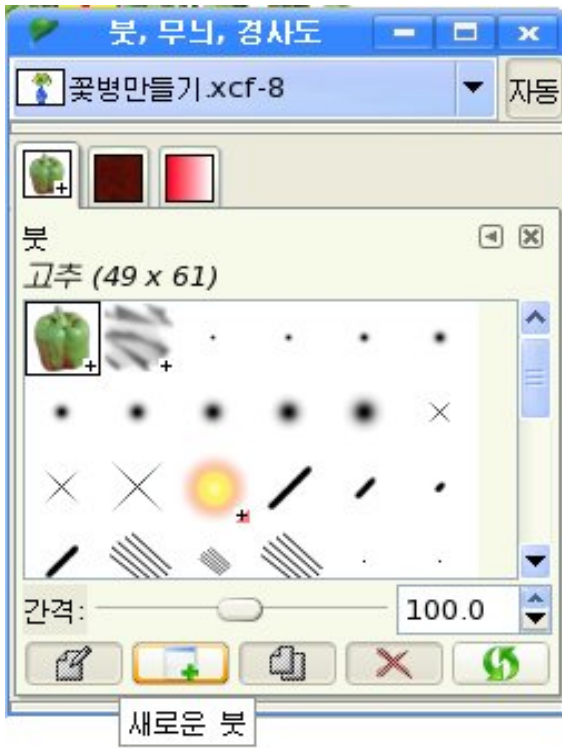 붓, 무늬, 경사도
꽃병만들기.xcf-8
자동
붓
고추 (49 x 61)
간격:
100.0
새로운 붓